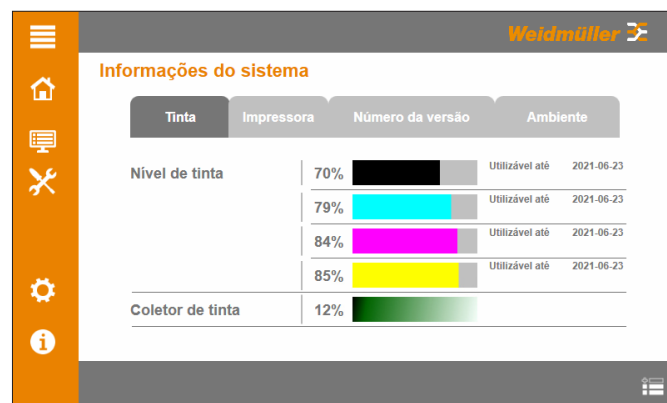 Weidmüller
Informações do sistema
Tinta Impressora Número da versão Ambiente
Nível de tinta 70% Utilizável até 2021-06-23
79% Utilizável até 2021-06-23
84% Utilizável até 2021-06-23
85% Utilizável até 2021-06-23
Coletor de tinta 12%